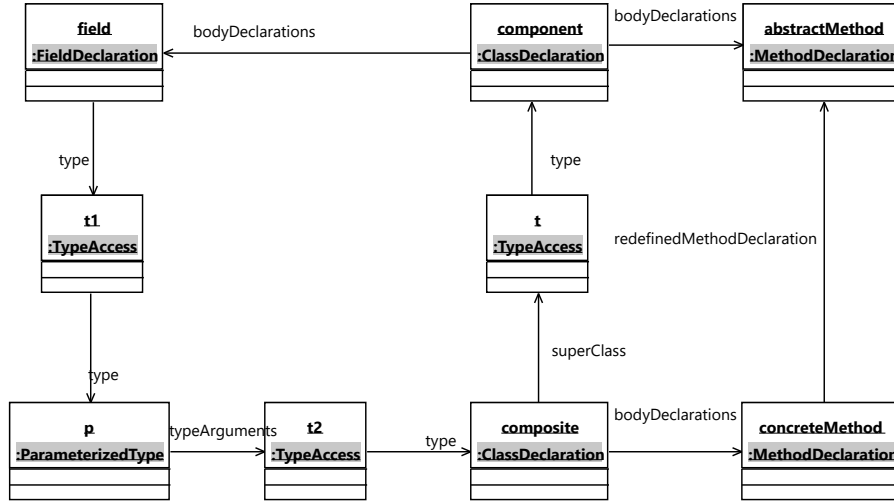 field
:FieldDeclaration
bodyDeclarations
component
:ClassDeclaration
bodyDeclarations
abstractMethod
:MethodDeclaration
type
type
t1
:TypeAccess
t
:TypeAccess
redefinedMethodDeclaration
superClass
type
p
:ParameterizedType
typeArguments
t2
:TypeAccess
type
composite
:ClassDeclaration
bodyDeclarations
concreteMethod
:MethodDeclaration